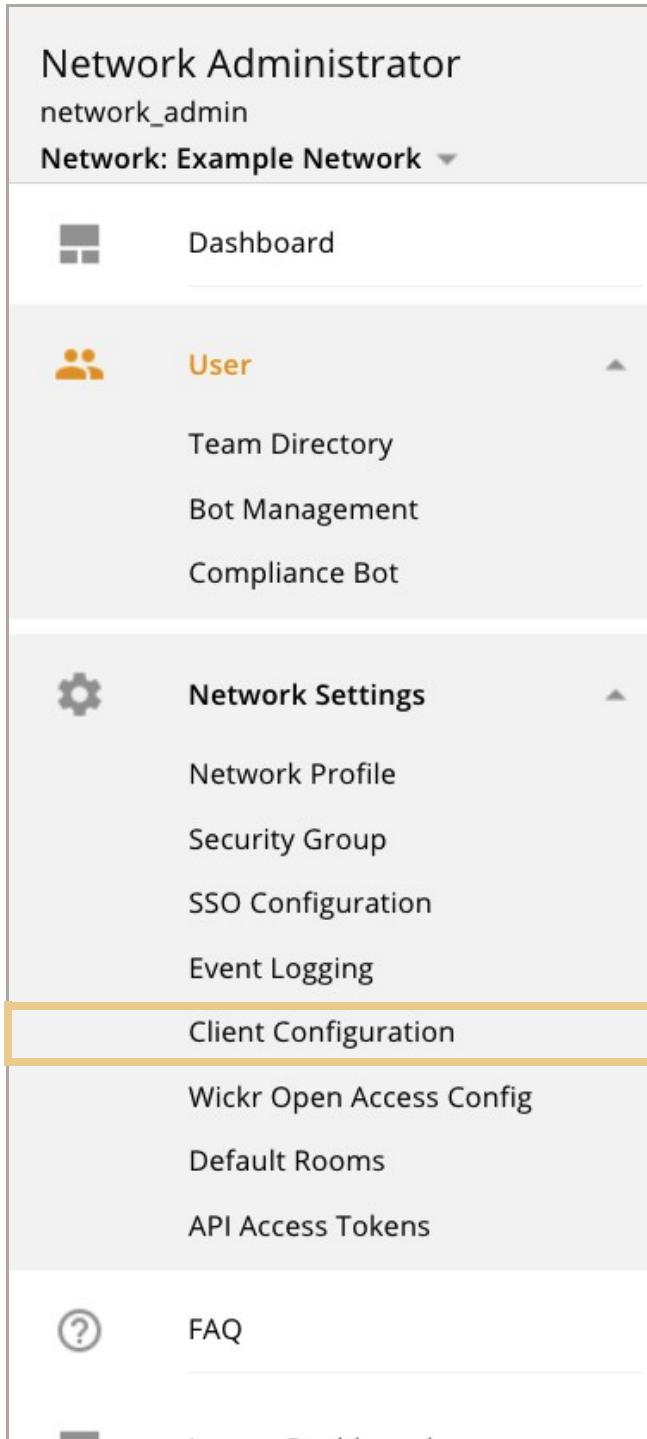 Network Administrator
network_admin
Network: Example Network
Dashboard
User
Team Directory
Bot Management
Compliance Bot
Network Settings
Network Profile
Security Group
SSO Configuration
Event Logging
Client Configuration
Wickr Open Access Config
Default Rooms
API Access Tokens
FAQ